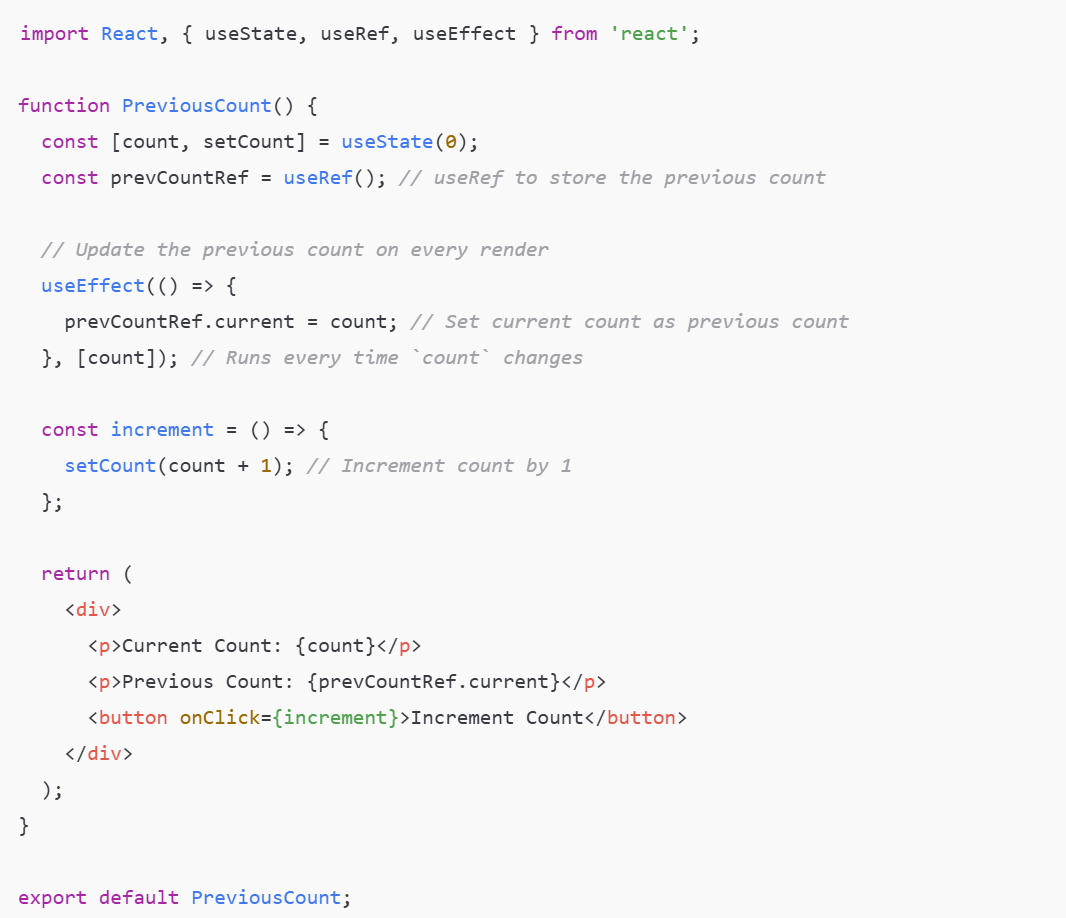 import React, { useState, useRef, useEffect } from 'react';

function PreviousCount() {
  const [count, setCount] = useState(0);
  const prevCountRef = useRef(); // useRef to store the previous count

  // Update the previous count on every render
  useEffect(() => {
    prevCountRef.current = count; // Set current count as previous count
  }, [count]); // Runs every time `count` changes

  const increment = () => {
    setCount(count + 1); // Increment count by 1
  };

  return (
    <div>
      <p>Current Count: {count}</p>
      <p>Previous Count: {prevCountRef.current}</p>
      <button onClick={increment}>Increment Count</button>
    </div>
  );
}

export default PreviousCount;